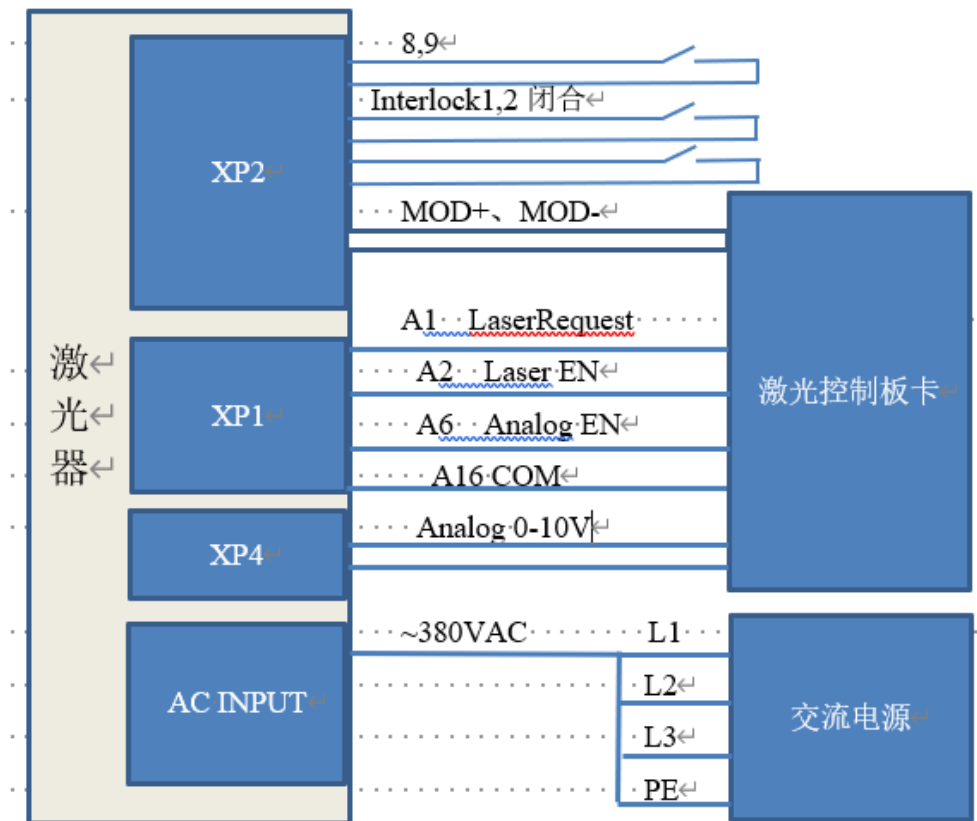 8,9
Interlock1,2 闭合
XP2
MOD+、MOD-
A1 LaserRequest
激光器
A2 Laser EN
激光控制板卡
XP1
A6 Analog EN
A16 COM
Analog 0-10V
XP4
~380VAC L1
L2
AC INPUT
交流电源
L3
PE